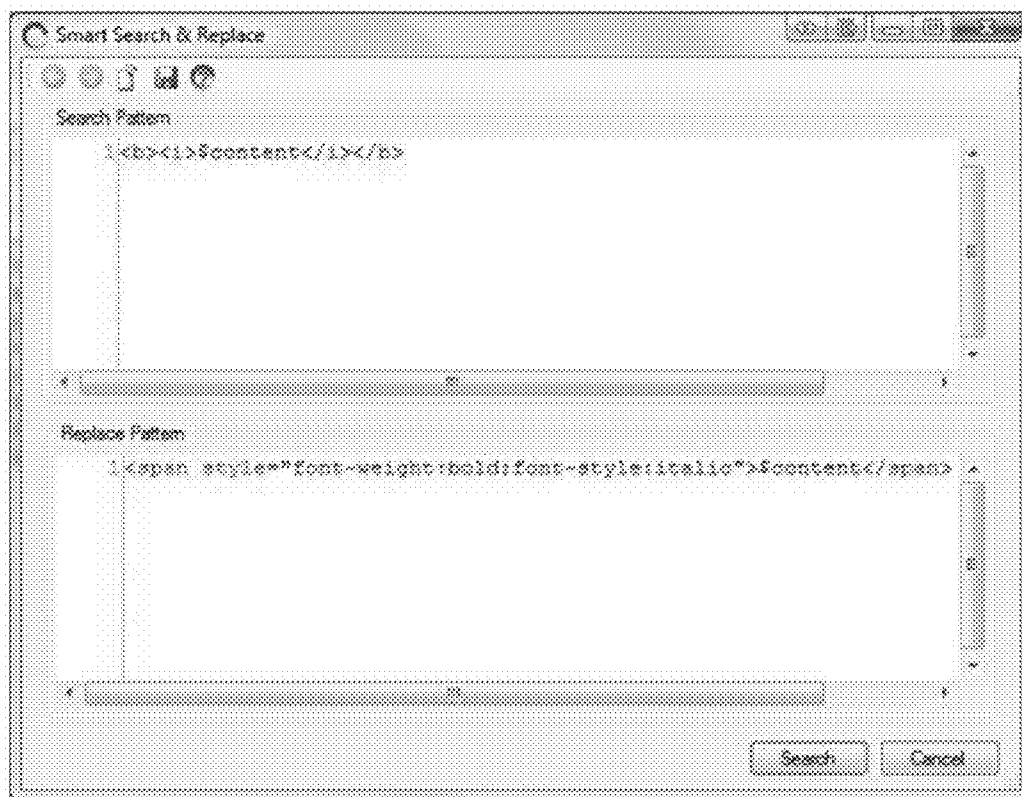 Smart Search & Replace
Search Pattern
1<b><i>$content</i></b>
Replace Pattern
1<span style="font-weight:bold;font-style:italic">$content</span>
Search Cancel